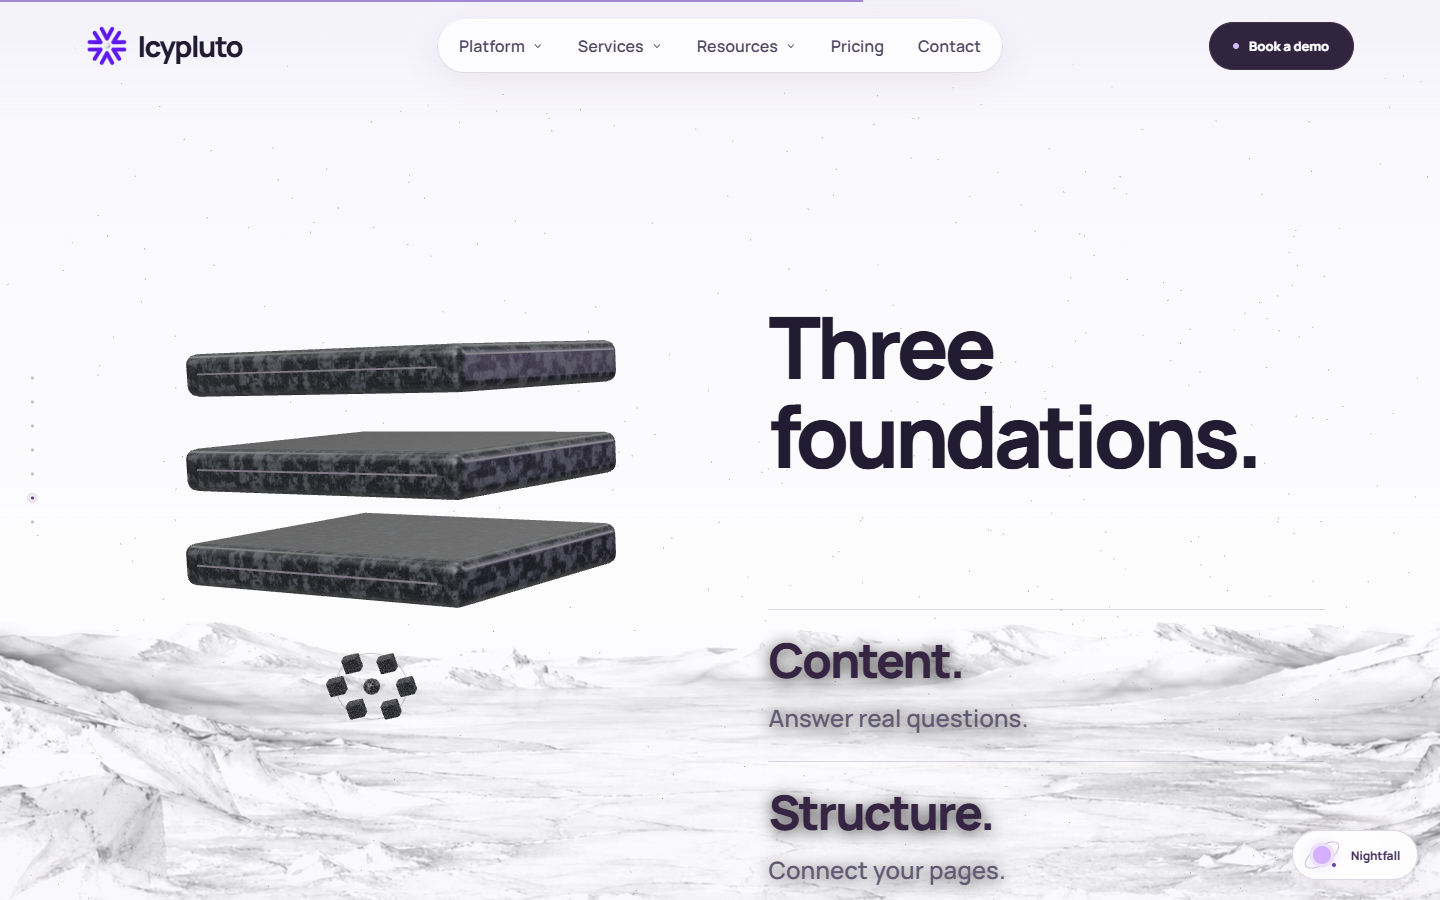 Icypluto
Platform
Services
Resources
Pricing
Contact
Book a demo
Three
foundations.
Content.
Answer real questions.
Structure.
Connect your pages.
Nightfall